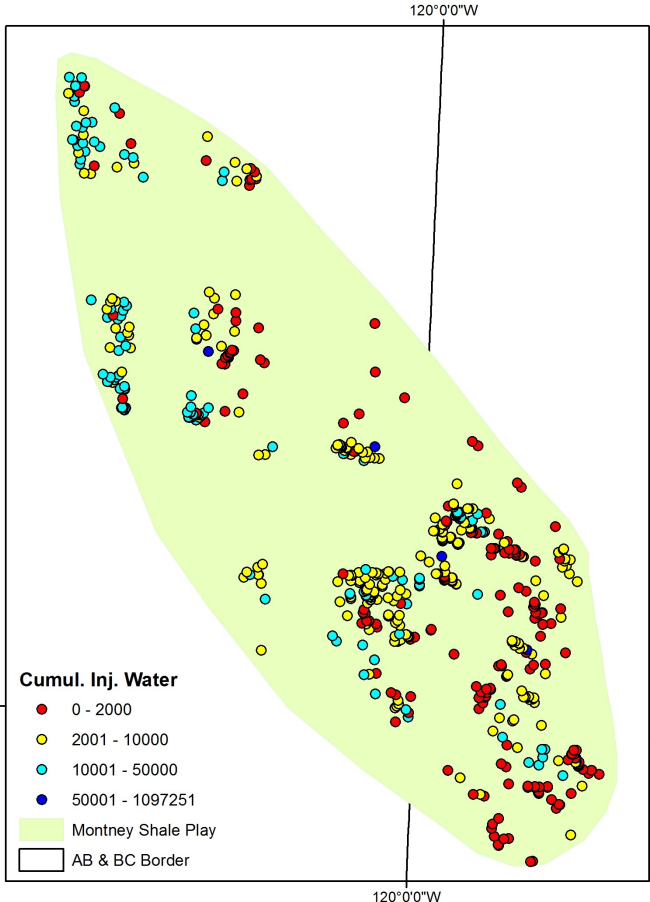 120°0'0"W
Cumul. Inj. Water
0 - 2000
2001 - 10000
10001 - 50000
50001 - 1097251
Montney Shale Play
AB & BC Border
120°0'0"W